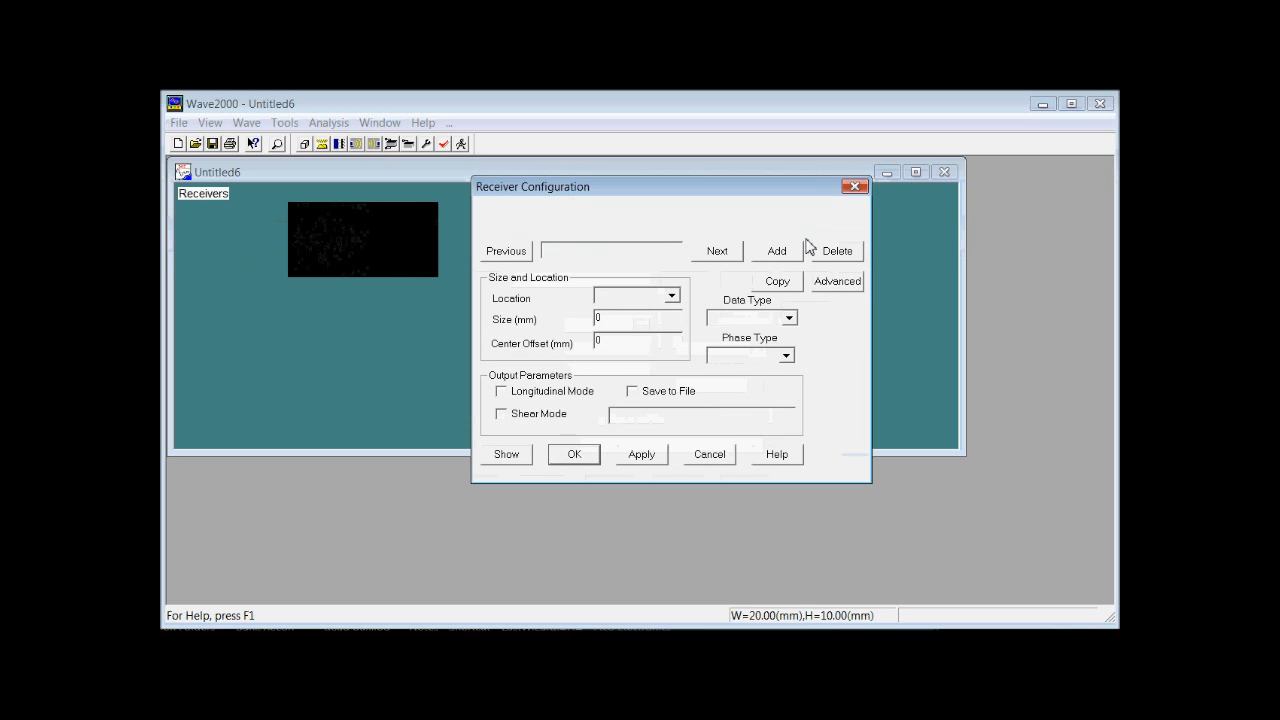 Wave2000 - Untitled6
File View Wave Tools Analysis Window Help ...
Untitled6
Receivers
Receiver Configuration
Previous Next Add Delete
Copy Advanced
Size and Location
Location
Size (mm) 0
Center Offset (mm) 0
Data Type
Phase Type
Output Parameters
Longitudinal Mode Save to File
Shear Mode
Show OK Apply Cancel Help
For Help, press F1 W=20.00(mm),H=10.00(mm)